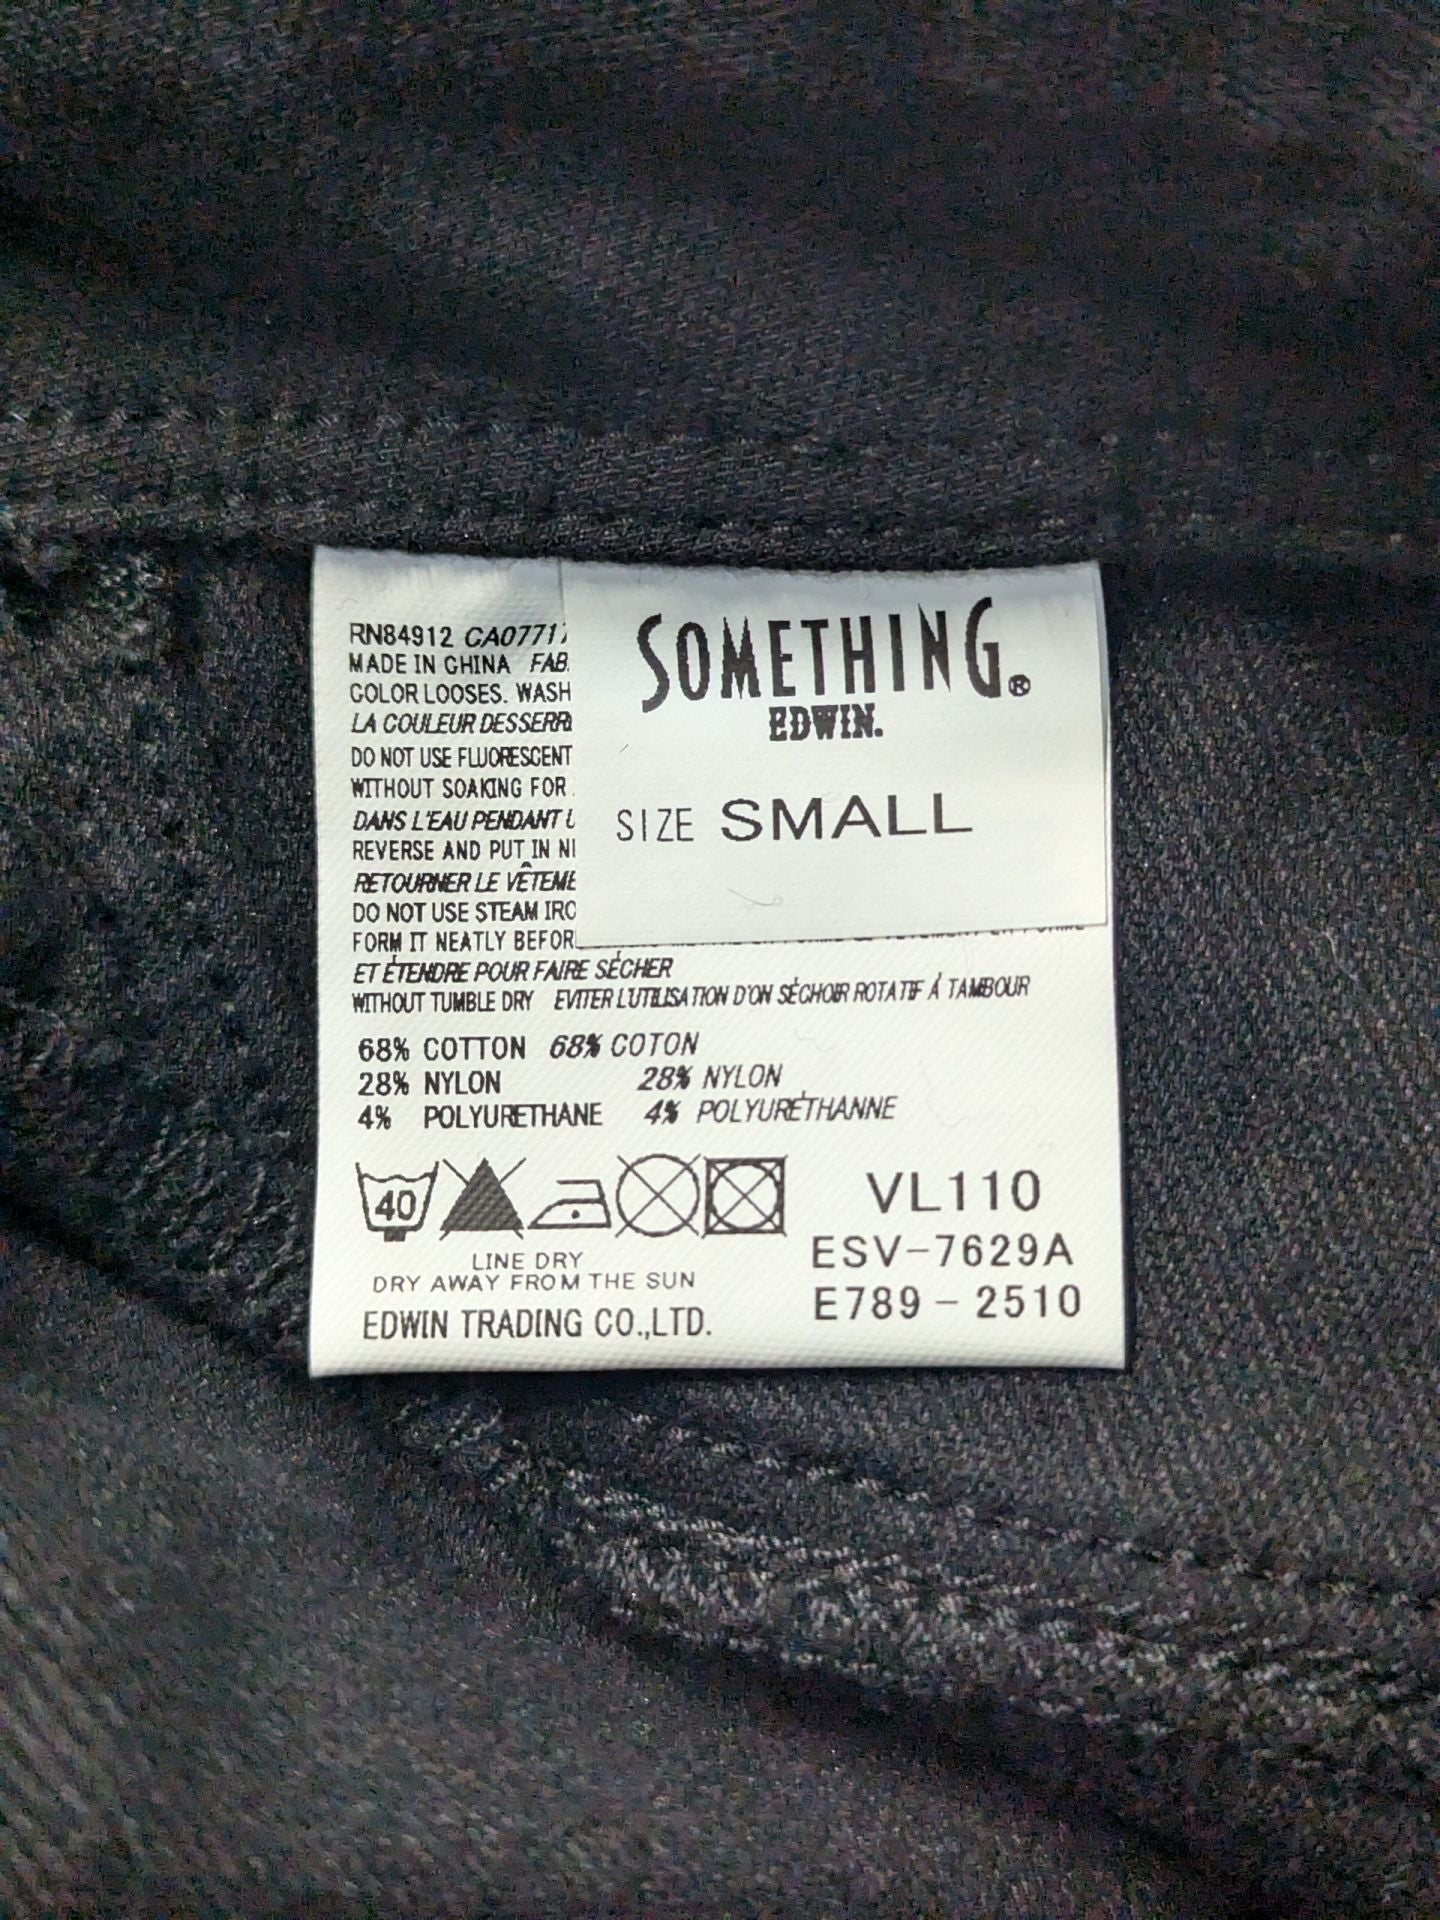 SOMETHING®
EDWIN.
SIZE SMALL
RN84912 CA07717
MADE IN CHINA FAB
COLOR LOOSES. WASH
LA COULEUR DESSERR
DO NOT USE FLUORESCENT
WITHOUT SOAKING FOR
DANS L'EAU PENDANT
REVERSE AND PUT IN
RETOURNER LE VÊTEME
DO NOT USE STEAM IRO
FORM IT NEATLY BEFOR
ET ÉTENDRE POUR FAIRE SÉCHER
WITHOUT TUMBLE DRY EVITER L'UTILISATION D'ON SÉCHOIR ROTATIF Á TAMBOUR
68% COTTON 68% COTON
28% NYLON 28% NYLON
4% POLYURETHANE 4% POLYURÉTHANNE
40
LINE DRY
DRY AWAY FROM THE SUN
EDWIN TRADING CO.,LTD.
VL110
ESV-7629A
E789-2510